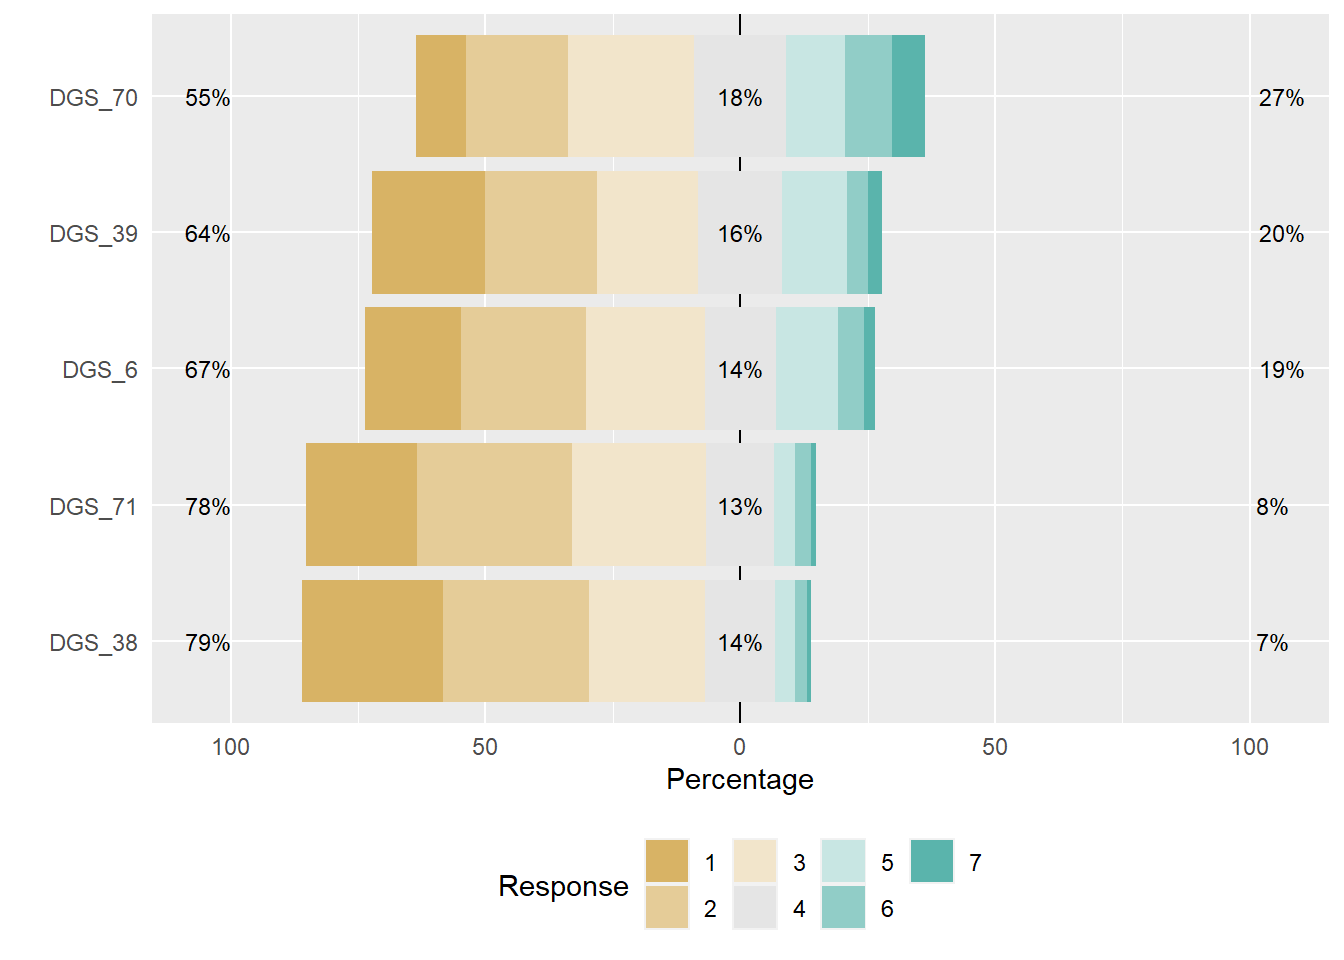 DGS_70 55% 18% 27%
DGS_39 64% 16% 20%
DGS_6 67% 14% 19%
DGS_71 78% 13% 8%
DGS_38 79% 14% 7%
100 50 0 50 100
Percentage
Response
1 3 5 7
2 4 6